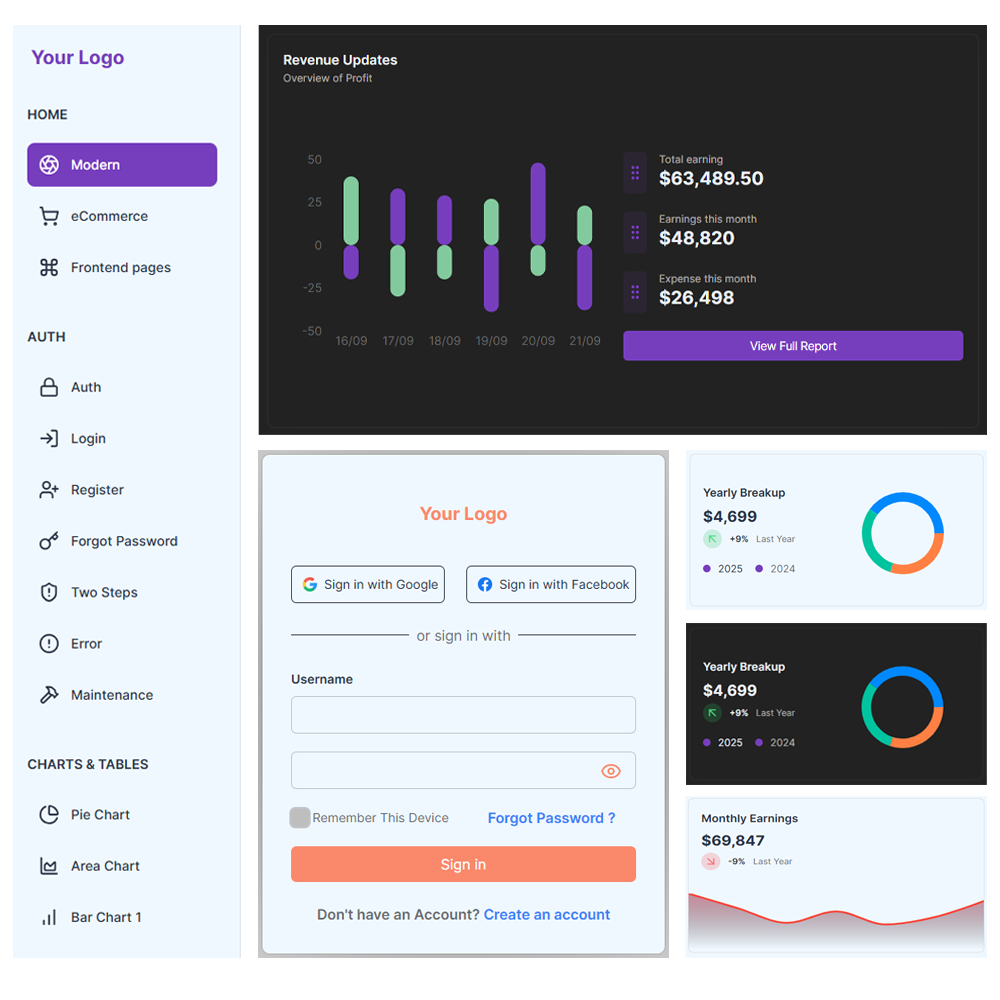 Your Logo
HOME
Modern
eCommerce
Frontend pages
AUTH
Auth
Login
Register
Forgot Password
Two Steps
Error
Maintenance
CHARTS & TABLES
Pie Chart
Area Chart
Bar Chart 1
Revenue Updates
Overview of Profit
50
25
0
-25
-50
16/09 17/09 18/09 19/09 20/09 21/09
Total earning
$63,489.50
Earnings this month
$48,820
Expense this month
$26,498
View Full Report
Your Logo
Sign in with Google Sign in with Facebook
or sign in with
Username
Remember This Device Forgot Password ?
Sign in
Don't have an Account? Create an account
Yearly Breakup
$4,699
+9% Last Year
2025 2024
Yearly Breakup
$4,699
+9% Last Year
2025 2024
Monthly Earnings
$69,847
-9% Last Year